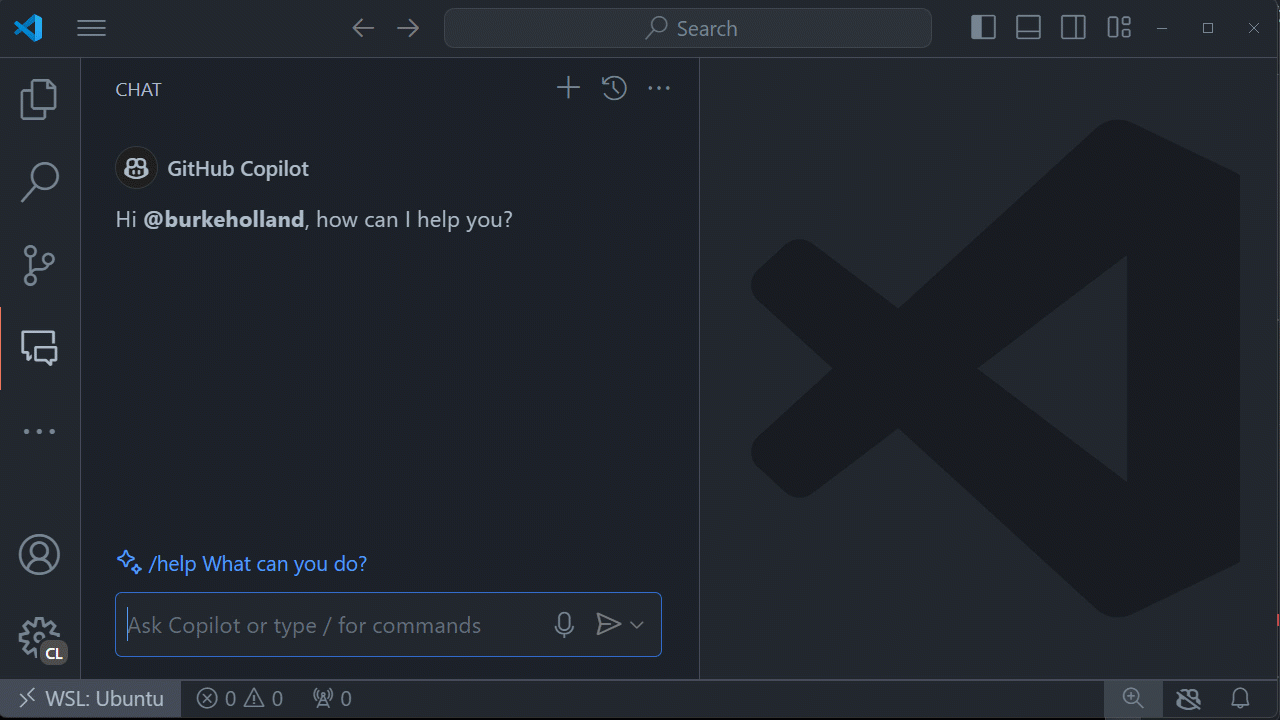 Search
CHAT
GitHub Copilot
Hi @burkeholland, how can I help you?
/help What can you do?
Ask Copilot or type / for commands
CL
WSL: Ubuntu 0 0 0